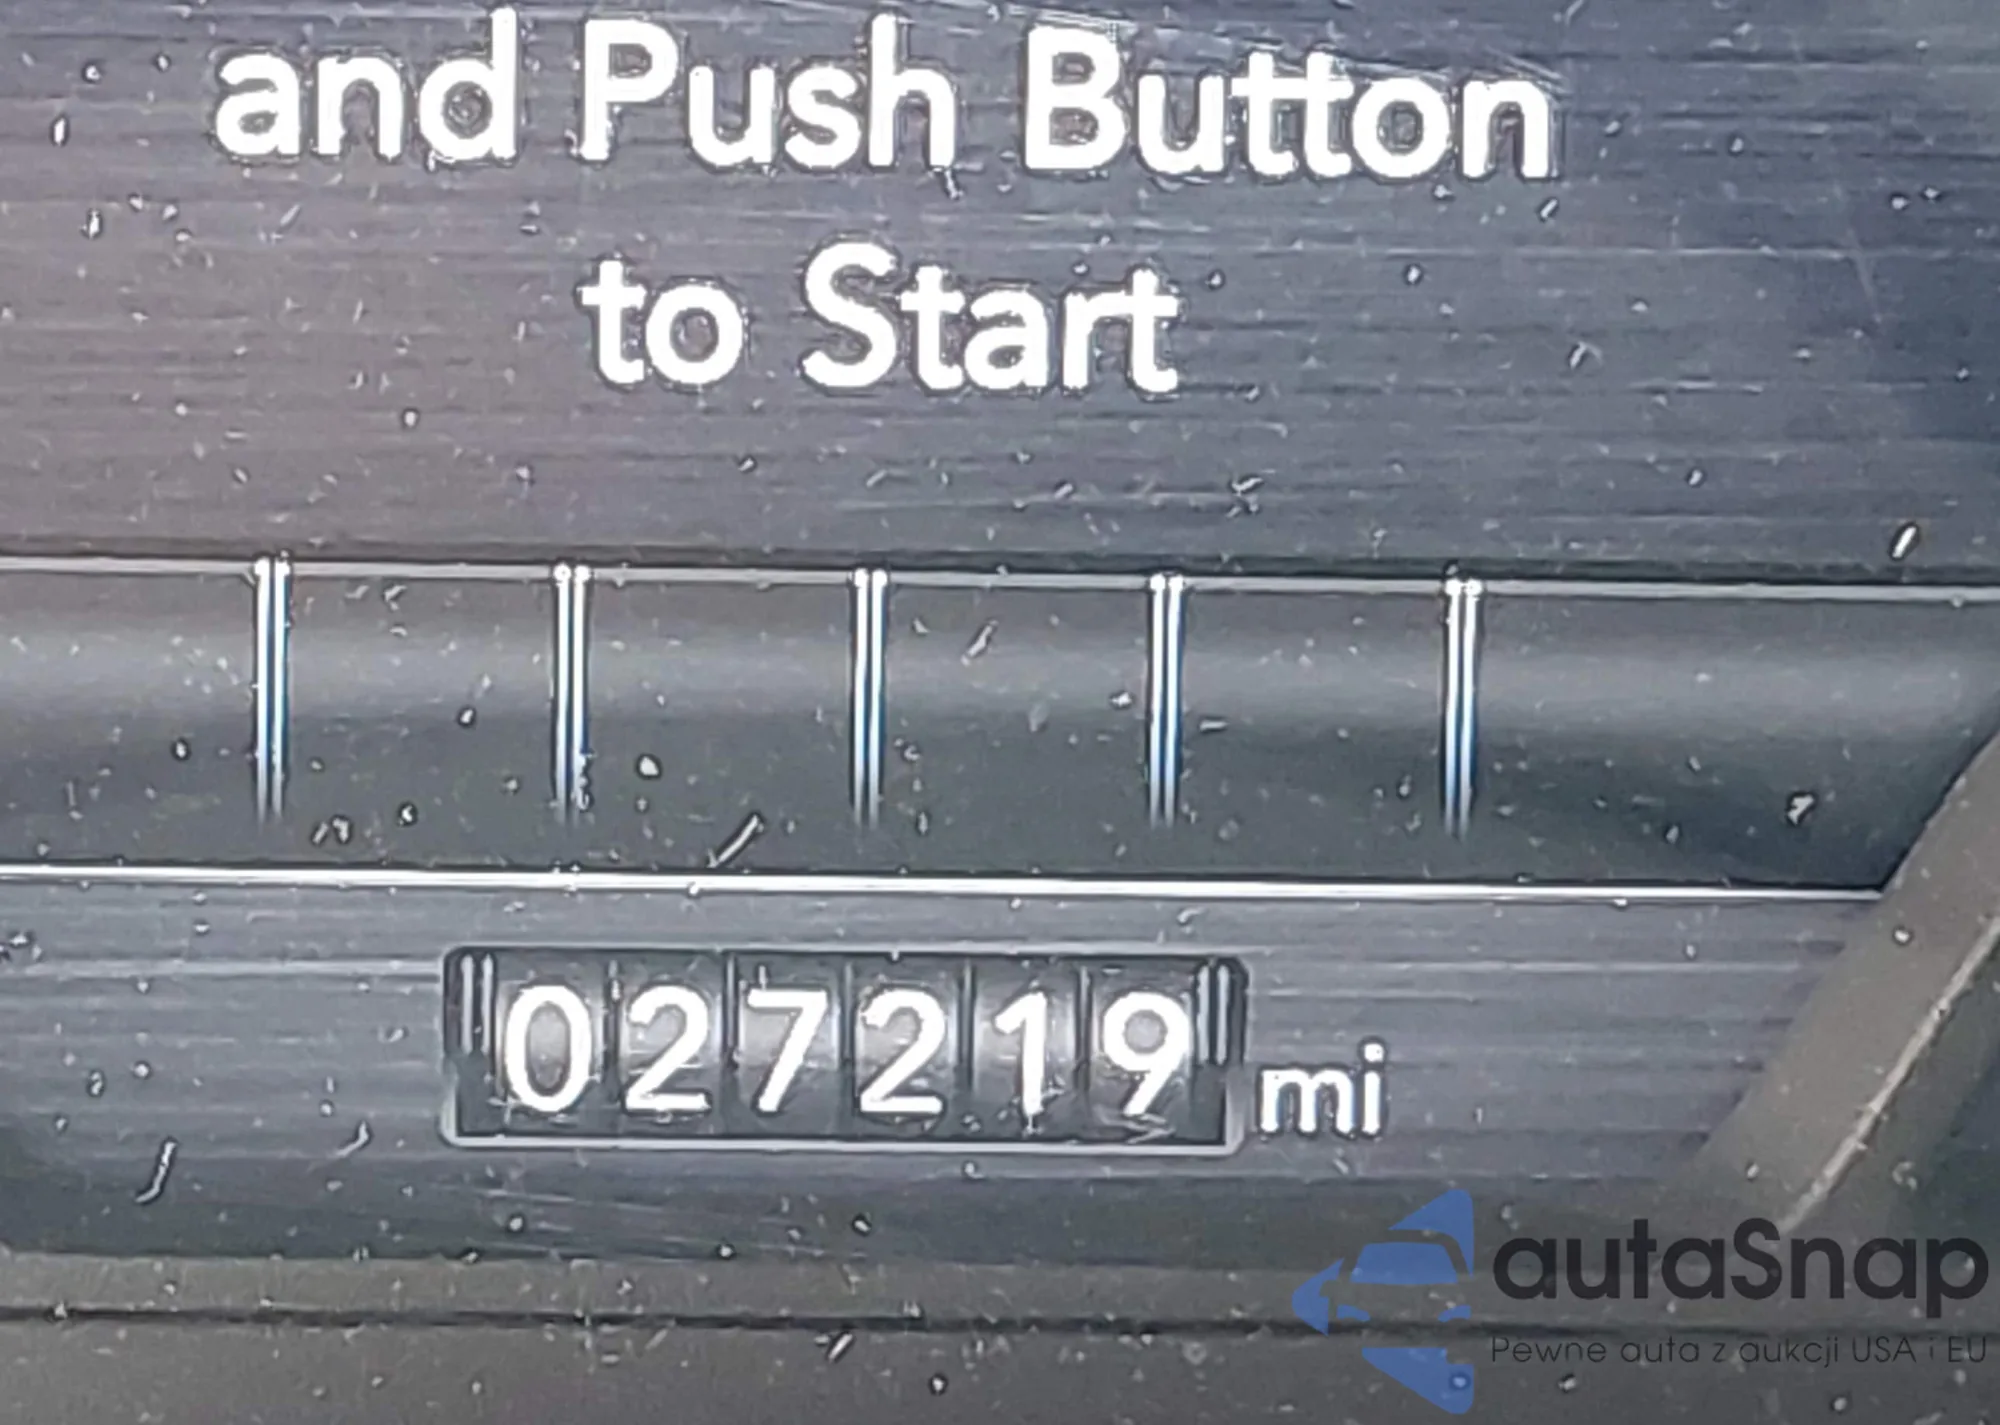 and Push Button
to Start
027219 mi
autaSnap
Pewne auta z aukcji USA i EU